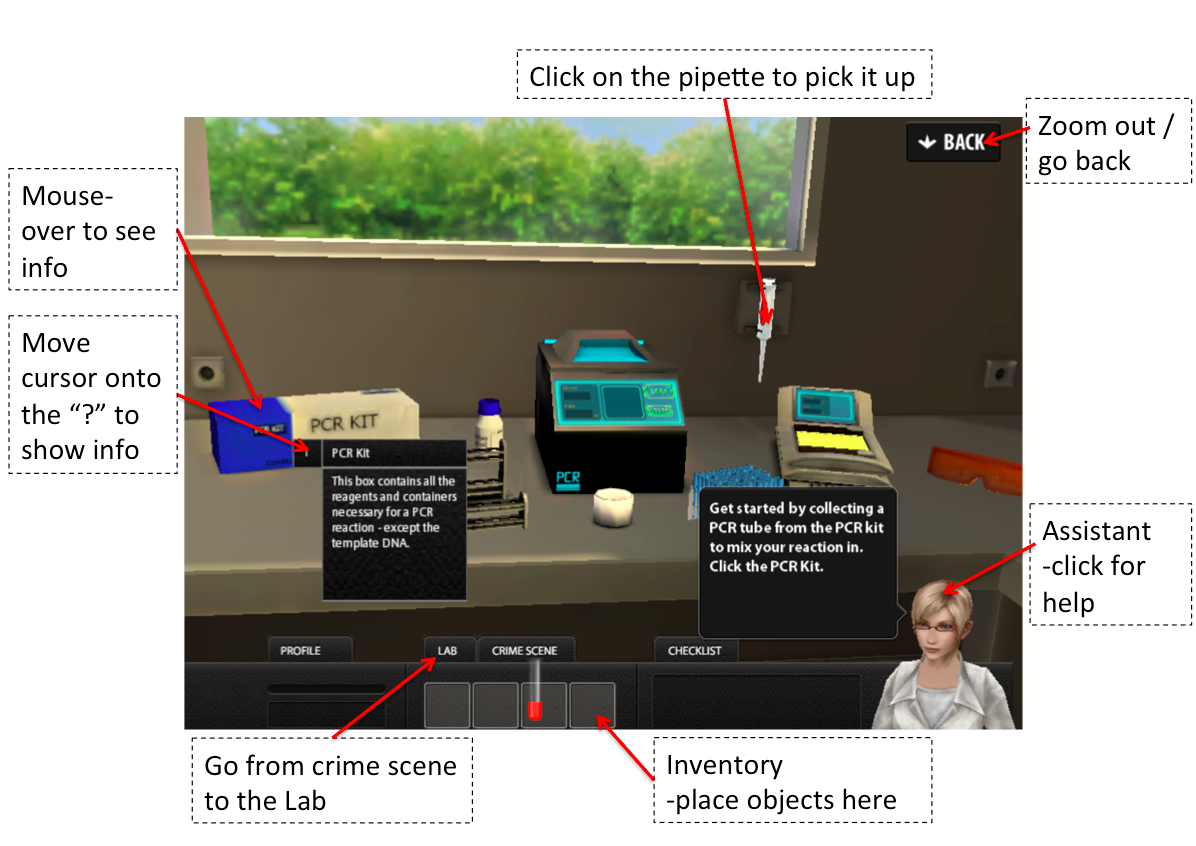 Click on the pipette to pick it up
Zoom out /
go back
BACK
Mouse-
over to see
info
Move
cursor onto
the “?” to
show info
PCR KIT
PCR KIT
PCR Kit
This box contains all the
reagents and containers
necessary for a PCR
reaction - except the
template DNA.
PCR
Get started by collecting a
PCR tube from the PCR kit
to mix your reaction in.
Click the PCR Kit.
Assistant
-click for
help
PROFILE
LAB
CRIME SCENE
CHECKLIST
Go from crime scene
to the Lab
Inventory
-place objects here